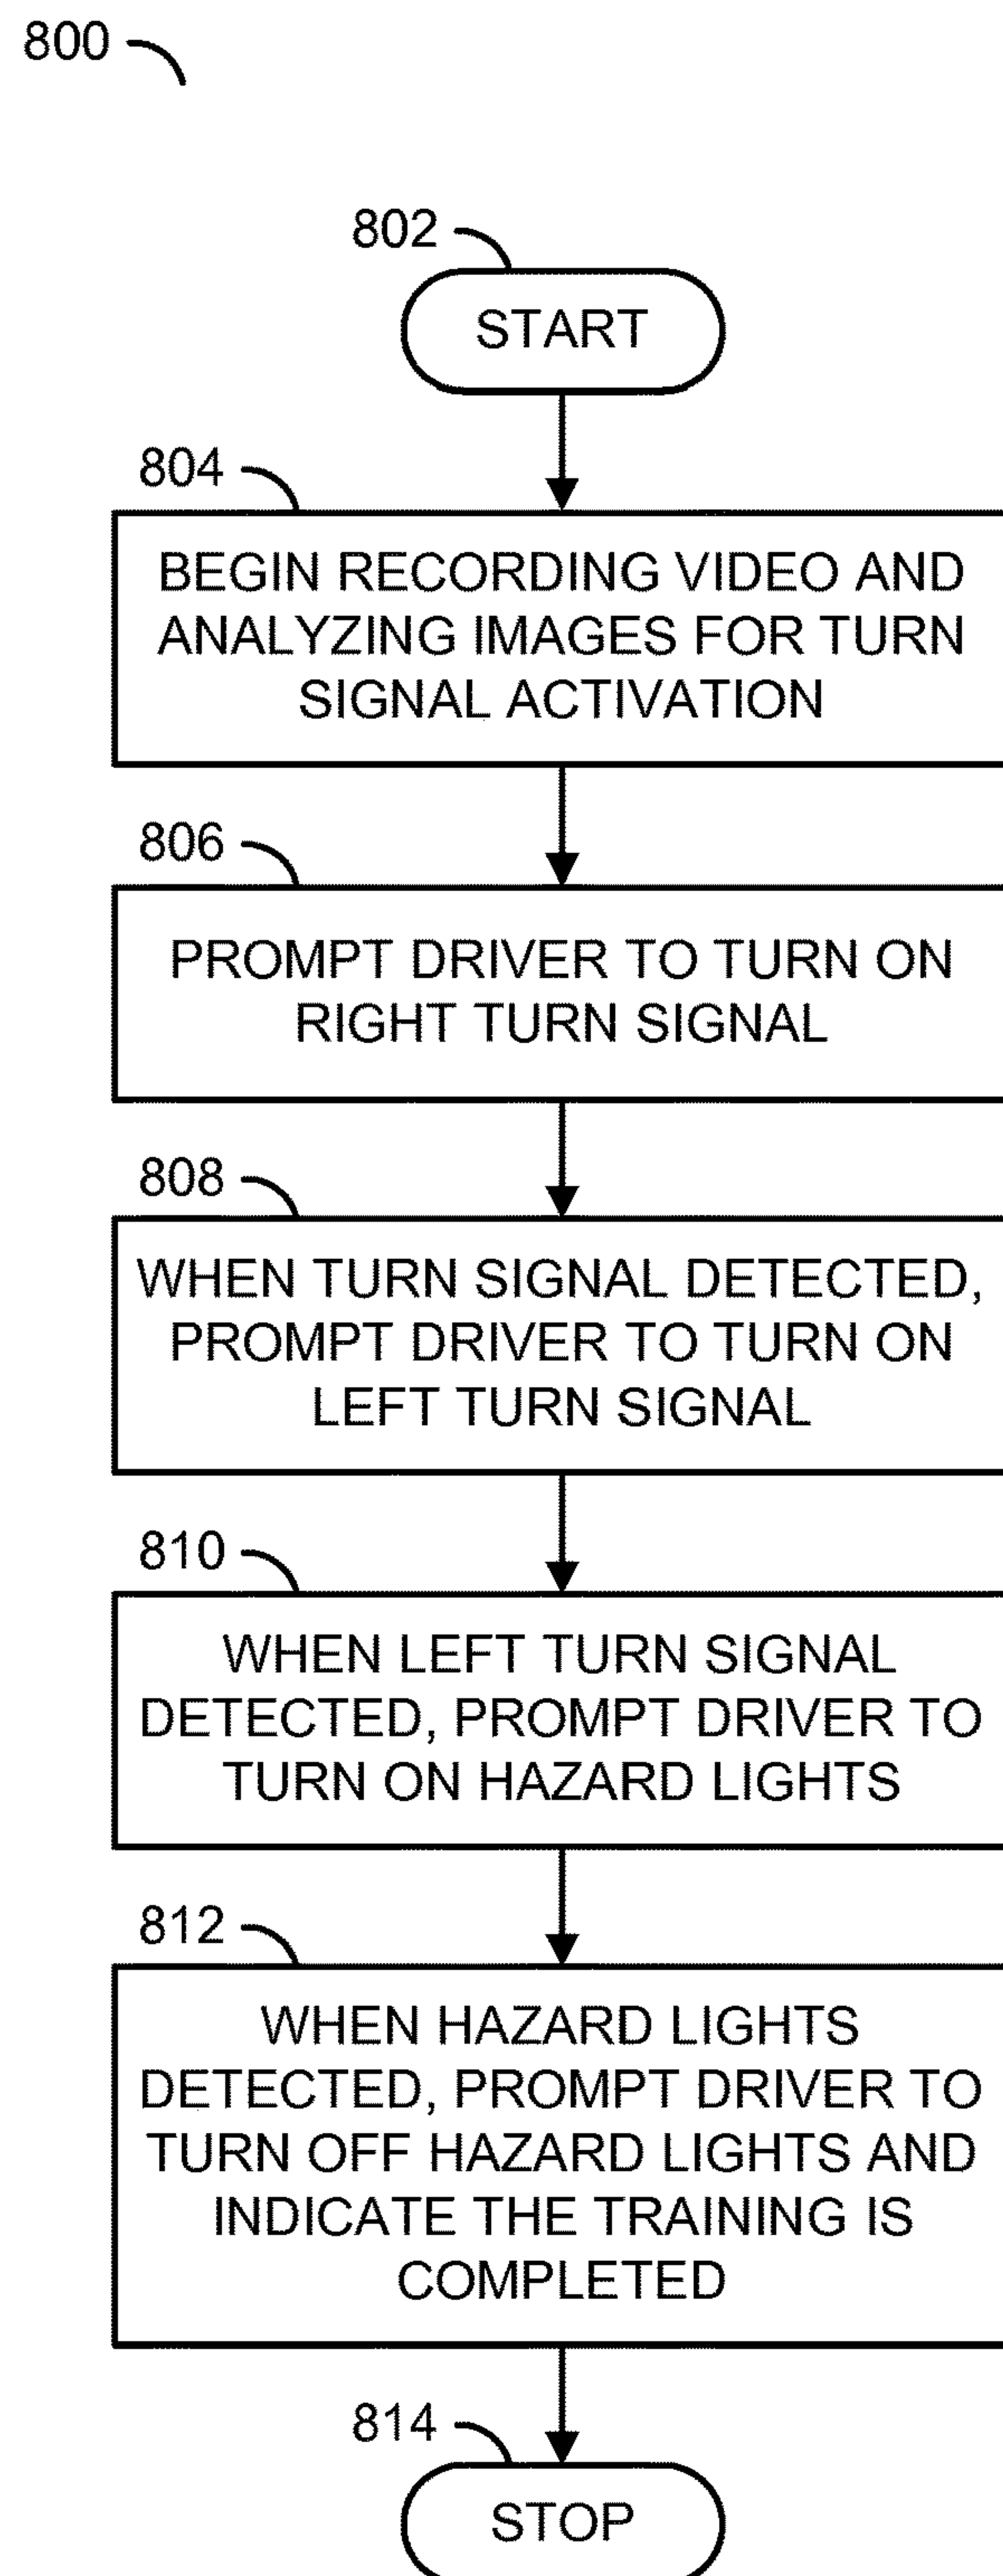 800
802
START
804
BEGIN RECORDING VIDEO AND
ANALYZING IMAGES FOR TURN
SIGNAL ACTIVATION
806
PROMPT DRIVER TO TURN ON
RIGHT TURN SIGNAL
808
WHEN TURN SIGNAL DETECTED,
PROMPT DRIVER TO TURN ON
LEFT TURN SIGNAL
810
WHEN LEFT TURN SIGNAL
DETECTED, PROMPT DRIVER TO
TURN ON HAZARD LIGHTS
812
WHEN HAZARD LIGHTS
DETECTED, PROMPT DRIVER TO
TURN OFF HAZARD LIGHTS AND
INDICATE THE TRAINING IS
COMPLETED
814
STOP